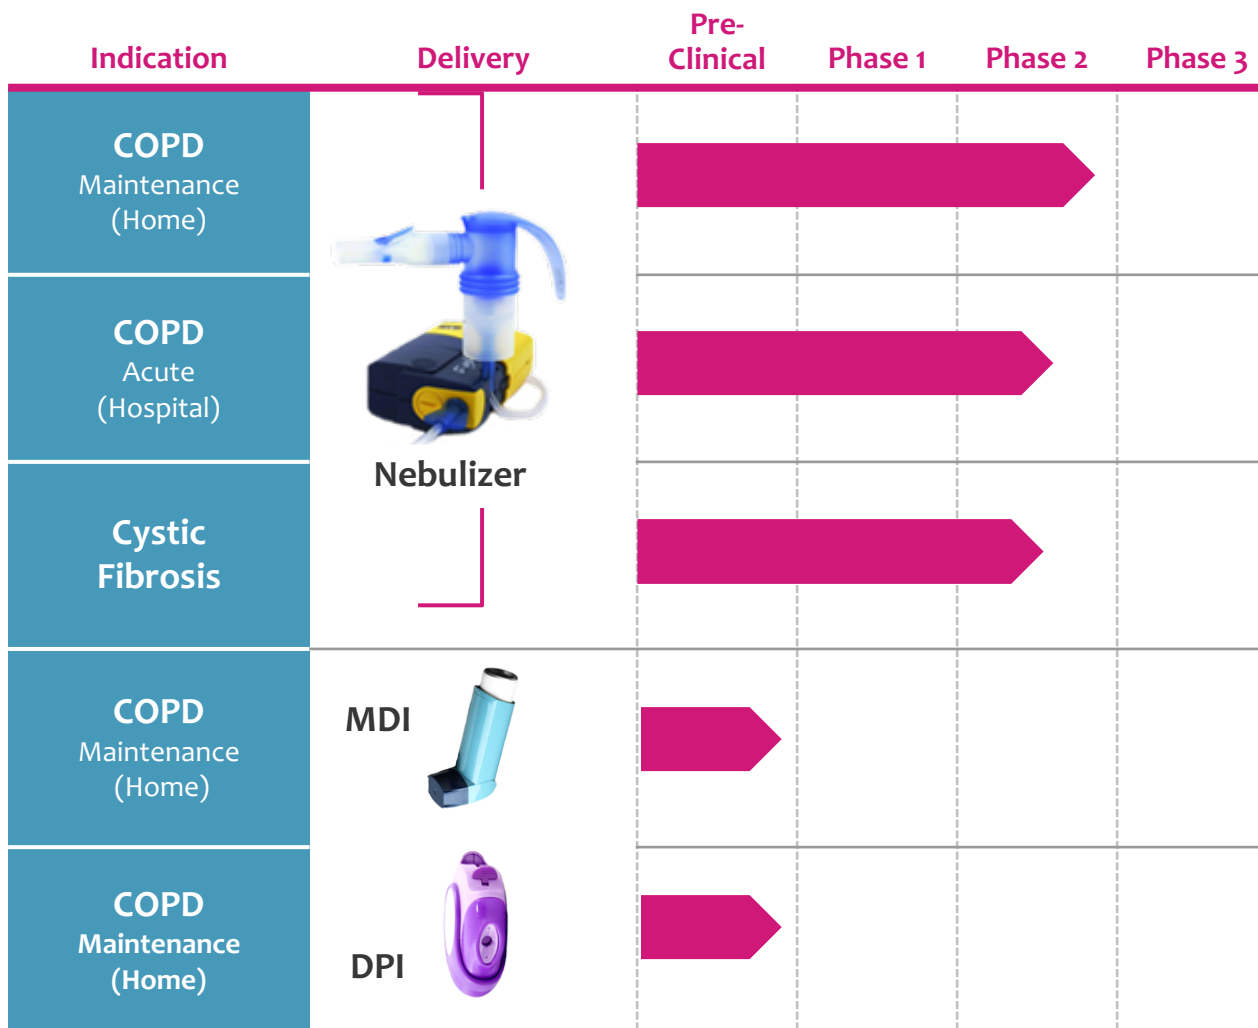 Indication
Delivery
Pre-
Clinical
Phase 1
Phase 2
Phase 3
COPD
Maintenance
(Home)
COPD
Acute
(Hospital)
Nebulizer
Cystic
Fibrosis
COPD
Maintenance
(Home)
MDI
COPD
Maintenance
(Home)
DPI